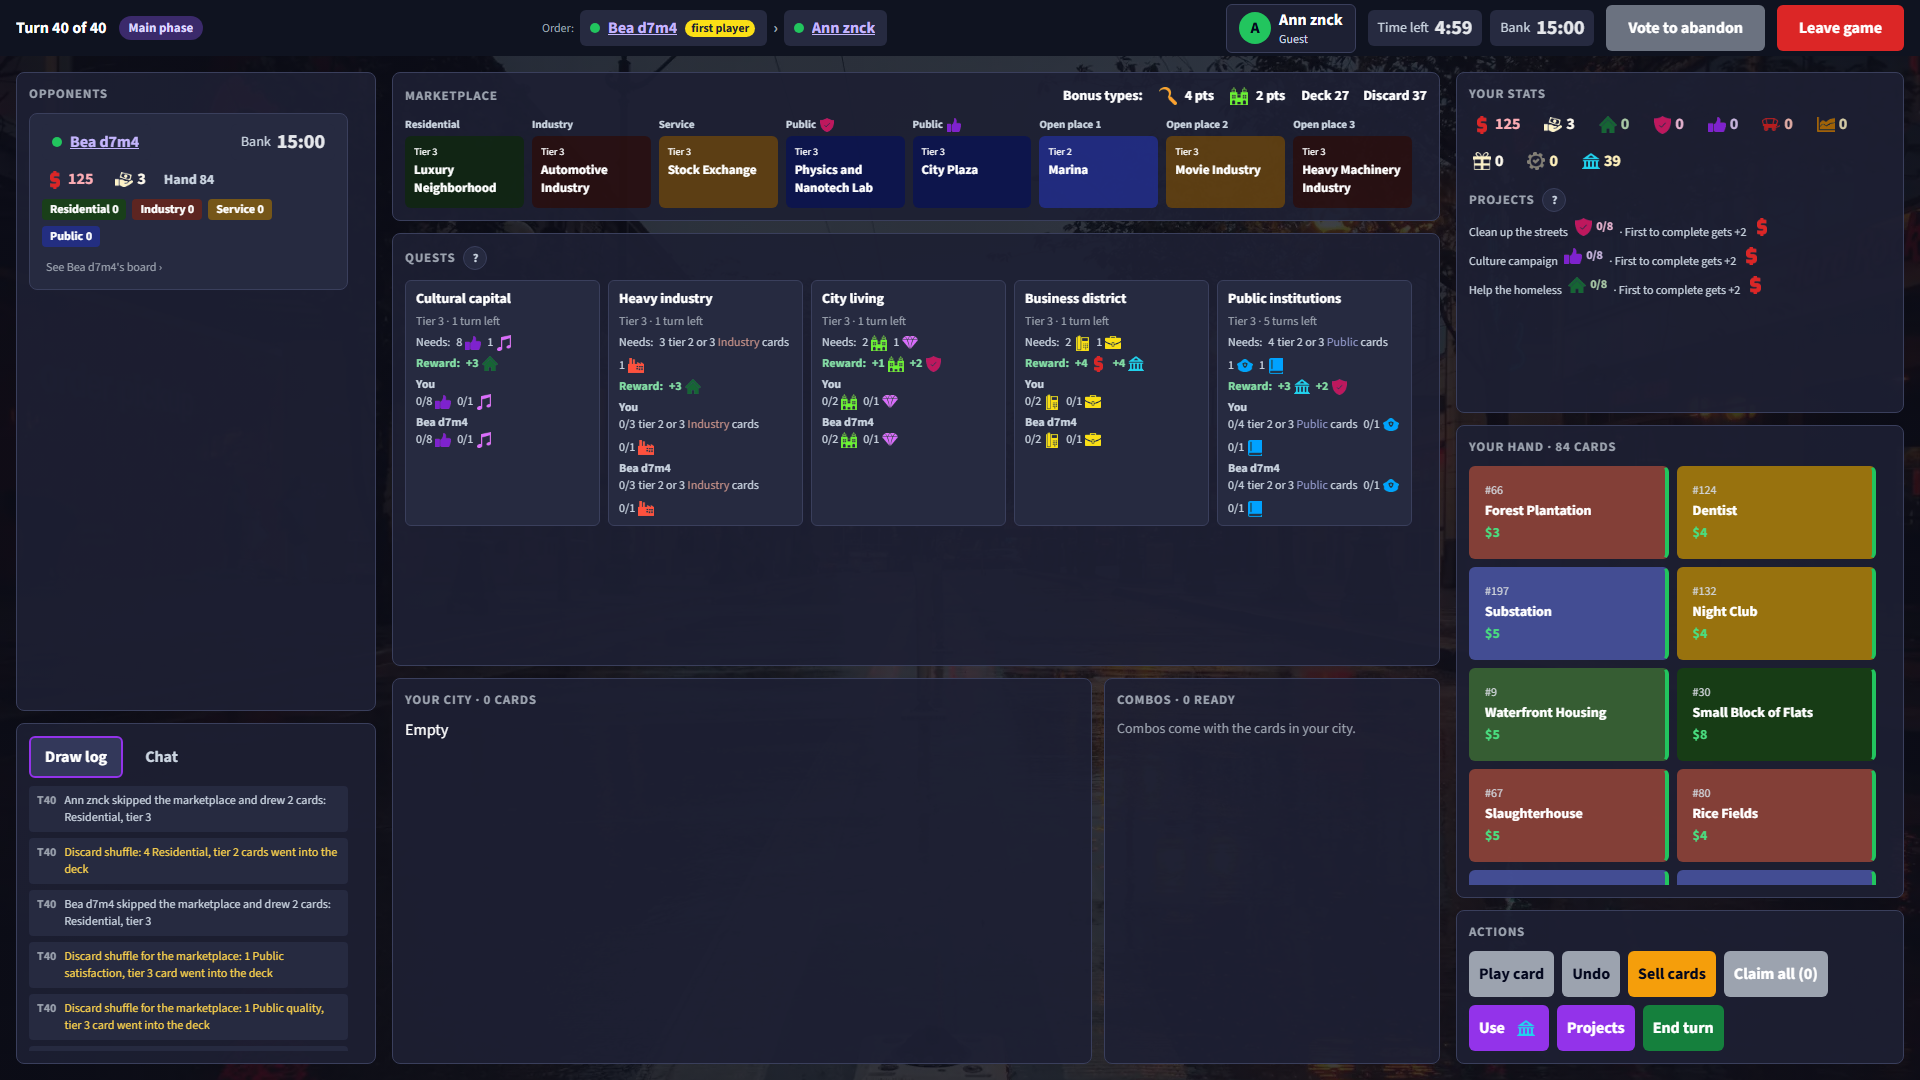 Turn 40 of 40
Main phase
Order:
Bea d7m4
first player
›
Ann znck
A
Ann znck
Guest
Time left 4:59
Bank 15:00
Vote to abandon
Leave game
OPPONENTS
Bea d7m4
Bank 15:00
125
3
Hand 84
Residential 0
Industry 0
Service 0
Public 0
See Bea d7m4's board ›
Draw log
Chat
T40 Ann znck skipped the marketplace and drew 2 cards:
Residential, tier 3
T40 Discard shuffle: 4 Residential, tier 2 cards went into the
deck
T40 Bea d7m4 skipped the marketplace and drew 2 cards:
Residential, tier 3
T40 Discard shuffle for the marketplace: 1 Public
satisfaction, tier 3 card went into the deck
T40 Discard shuffle for the marketplace: 1 Public quality,
tier 3 card went into the deck
MARKETPLACE
Bonus types:
4 pts
2 pts
Deck 27
Discard 37
Residential
Tier 3
Luxury
Neighborhood
Industry
Tier 3
Automotive
Industry
Service
Tier 3
Stock Exchange
Public
Tier 3
Physics and
Nanotech Lab
Public
Tier 3
City Plaza
Open place 1
Tier 2
Marina
Open place 2
Tier 3
Movie Industry
Open place 3
Tier 3
Heavy Machinery
Industry
QUESTS
?
Cultural capital
Tier 3 · 1 turn left
Needs: 8 1
Reward: +3
You
0/8 0/1
Bea d7m4
0/8 0/1
Heavy industry
Tier 3 · 1 turn left
Needs: 3 tier 2 or 3 Industry cards
1
Reward: +3
You
0/3 tier 2 or 3 Industry cards
0/1
Bea d7m4
0/3 tier 2 or 3 Industry cards
0/1
City living
Tier 3 · 1 turn left
Needs: 2 1
Reward: +1 +2
You
0/2 0/1
Bea d7m4
0/2 0/1
Business district
Tier 3 · 1 turn left
Needs: 2 1
Reward: +4 $ +4
You
0/2 0/1
Bea d7m4
0/2 0/1
Public institutions
Tier 3 · 5 turns left
Needs: 4 tier 2 or 3 Public cards
1 1
Reward: +3 +2
You
0/4 tier 2 or 3 Public cards 0/1
0/1
Bea d7m4
0/4 tier 2 or 3 Public cards 0/1
0/1
YOUR CITY · 0 CARDS
Empty
COMBOS · 0 READY
Combos come with the cards in your city.
YOUR STATS
$ 125 3 0 0 0 0 0
0 0 39
PROJECTS
?
Clean up the streets 0/8 · First to complete gets +2 $
Culture campaign 0/8 · First to complete gets +2 $
Help the homeless 0/8 · First to complete gets +2 $
YOUR HAND · 84 CARDS
#66
Forest Plantation
$3
#124
Dentist
$4
#197
Substation
$5
#132
Night Club
$4
#9
Waterfront Housing
$5
#30
Small Block of Flats
$8
#67
Slaughterhouse
$5
#80
Rice Fields
$4
ACTIONS
Play card
Undo
Sell cards
Claim all (0)
Use
Projects
End turn